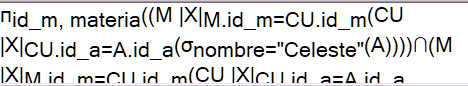 πid_m, materia((M |X|M.id_m=CU.id_m(CU
|X|CU.id_a=A.id_a(σnombre="Celeste"(A))))∩(M
|X|M.id_m=CU.id_m(CU |X|CU.id_a=A.id_a